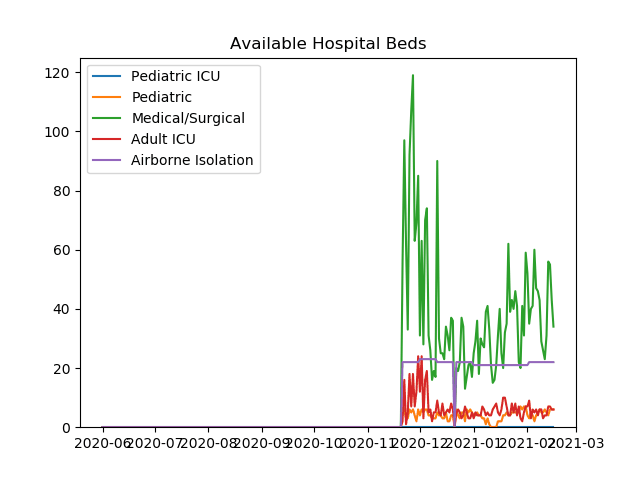 Available Hospital Beds
Pediatric ICU
Pediatric
Medical/Surgical
Adult ICU
Airborne Isolation
120
100
80
60
40
20
0
2020-06 2020-07 2020-08 2020-09 2020-10 2020-11 2020-12 2021-01 2021-02 2021-03